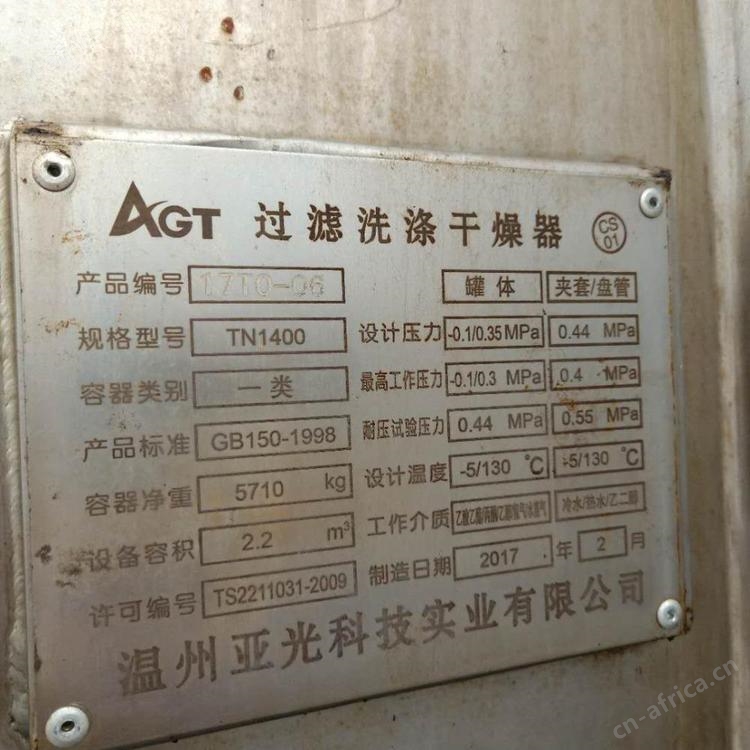 AGT 过滤洗涤干燥器 CS 01
产品编号 17T0-06 罐体 夹套/盘管
规格型号 TN1400 设计压力 -0.1/0.35 MPa 0.44 MPa
容器类别 一类 最高工作压力 -0.1/0.3 MPa 0.4 MPa
产品标准 GB150-1998 耐压试验压力 0.44 MPa 0.55 MPa
容器净重 5710 kg 设计温度 -5/130 ℃ -5/130 ℃
设备容积 2.2 m³ 工作介质 冷水/热水/乙二醇
许可编号 TS2211031-2009 制造日期 2017 年 2 月
温州亚光科技实业有限公司
cn-africa.cn